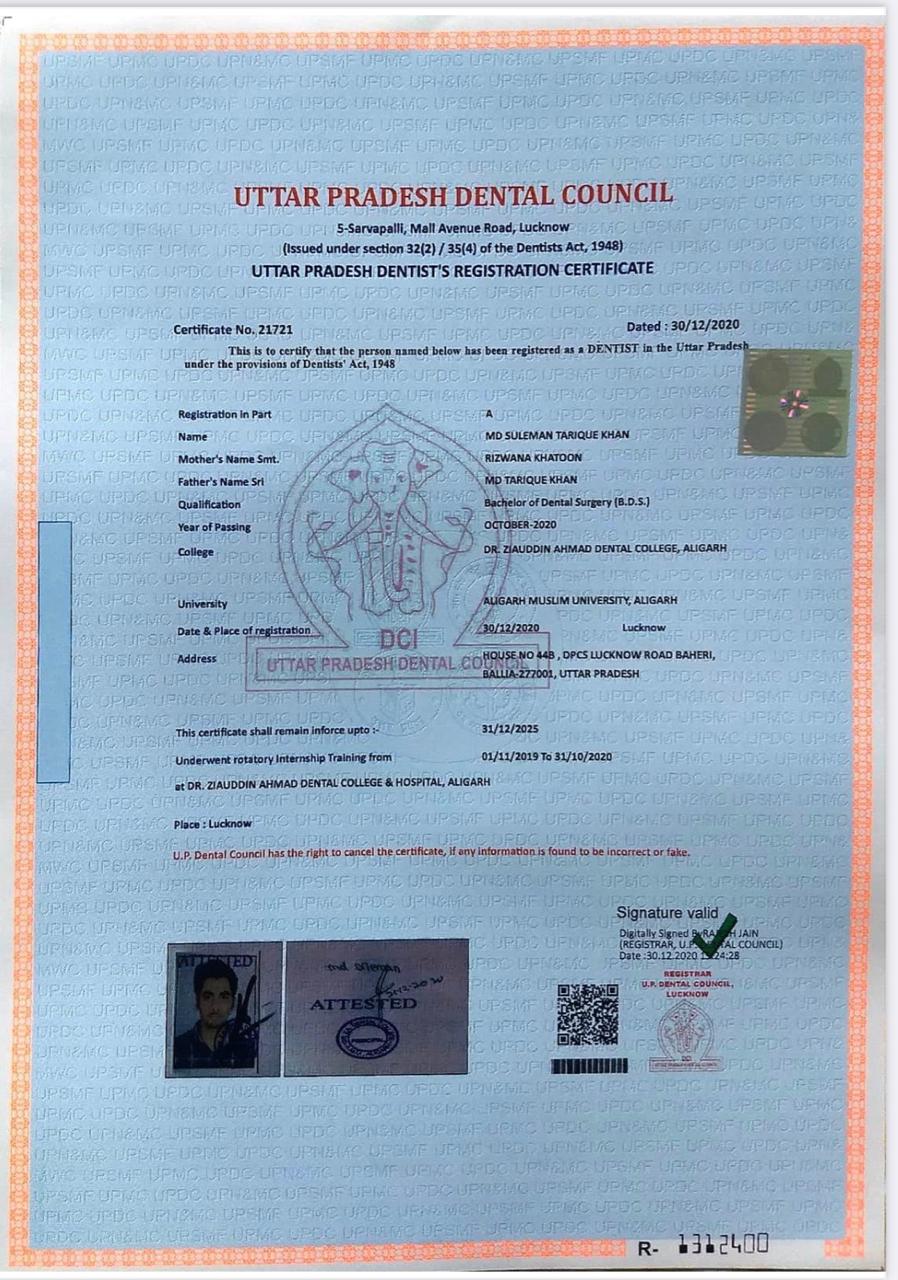 UTTAR PRADESH DENTAL COUNCIL
5-Sarvapalli, Mall Avenue Road, Lucknow
(Issued under section 32(2) / 35(4) of the Dentists Act, 1948)
UTTAR PRADESH DENTIST'S REGISTRATION CERTIFICATE
Certificate No. 21721 Dated : 30/12/2020
This is to certify that the person named below has been registered as a DENTIST in the Uttar Pradesh
under the provisions of Dentists' Act, 1948
Registration in Part A
Name MD SULEMAN TARIQUE KHAN
Mother's Name Smt. RIZWANA KHATOON
Father's Name Sri MD TARIQUE KHAN
Qualification Bachelor of Dental Surgery (B.D.S.)
Year of Passing OCTOBER-2020
College DR. ZIAUDDIN AHMAD DENTAL COLLEGE, ALIGARH
University ALIGARH MUSLIM UNIVERSITY, ALIGARH
Date & Place of registration 30/12/2020 Lucknow
DCI
UTTAR PRADESH DENTAL COUNCIL
Address HOUSE NO 44B , DPCS LUCKNOW ROAD BAHERI,
BALLIA-277001, UTTAR PRADESH
This certificate shall remain inforce upto :- 31/12/2025
Underwent rotatory Internship Training from 01/11/2019 To 31/10/2020
at DR. ZIAUDDIN AHMAD DENTAL COLLEGE & HOSPITAL, ALIGARH
Place : Lucknow
U.P. Dental Council has the right to cancel the certificate, if any information is found to be incorrect or fake.
Signature valid
Digitally Signed JAIN
(REGISTRAR, COUNCIL)
Date :30.12.2020
REGISTRAR
U.P. DENTAL COUNCIL,
LUCKNOW
DCI
ATTESTED
ATTESTED
PRINCIPAL
R- 1312400